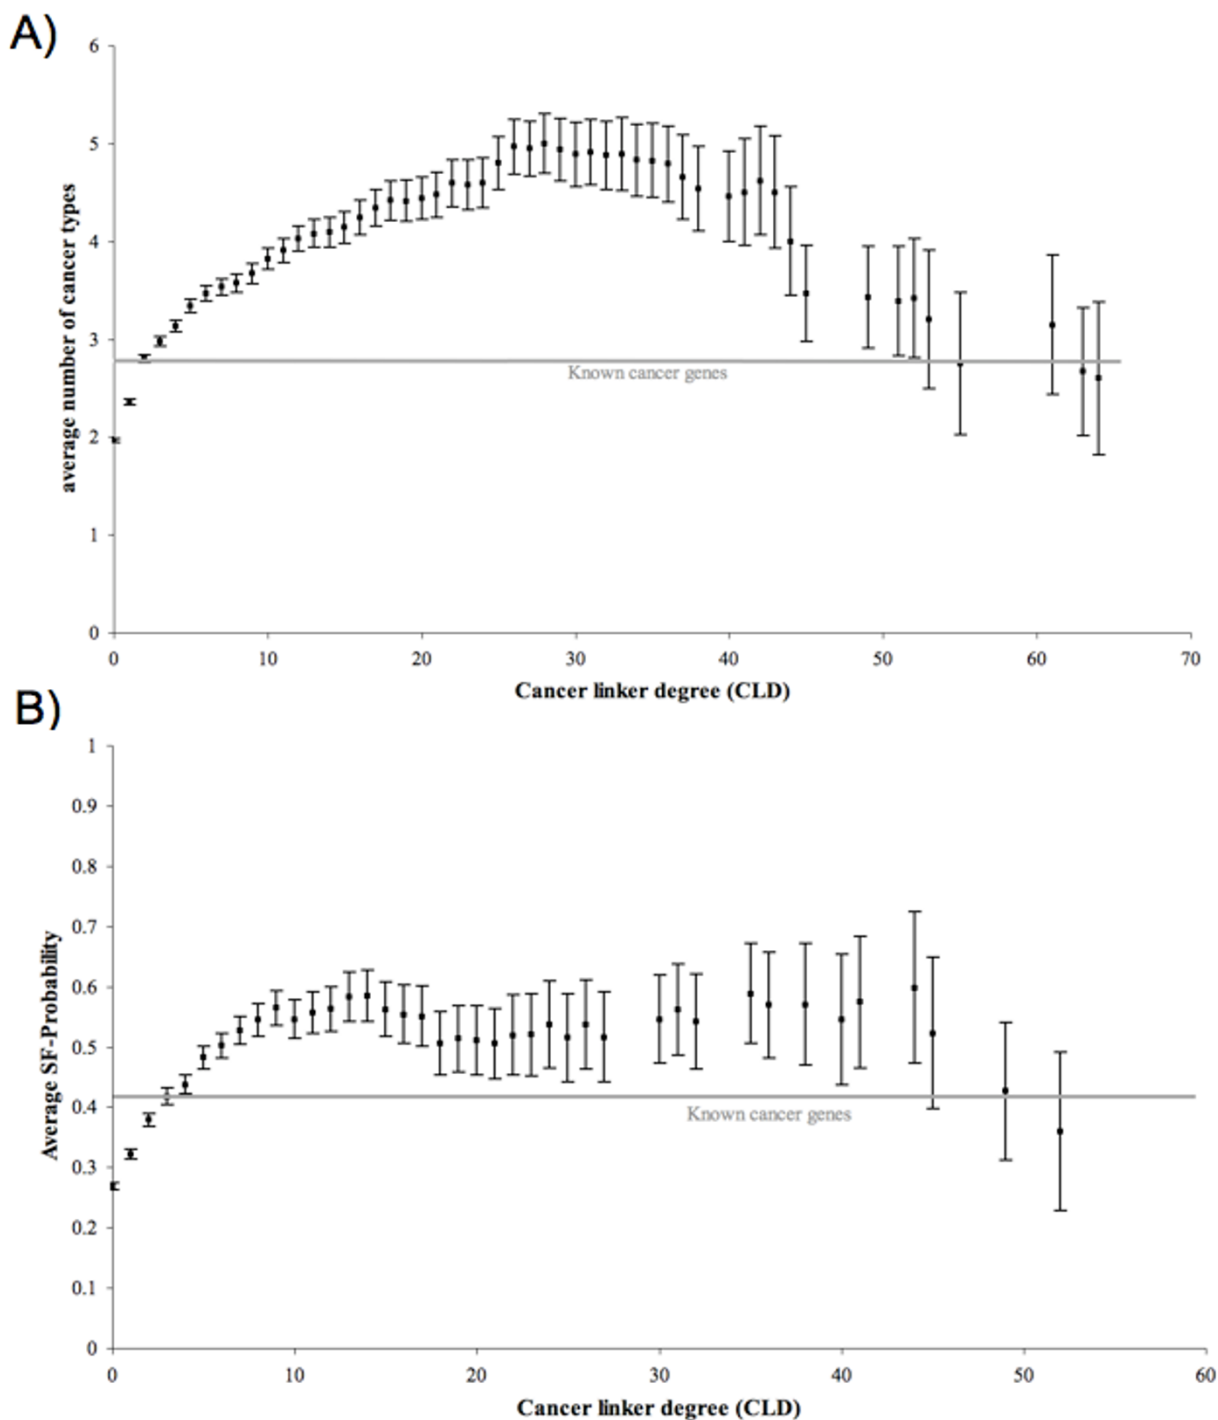 A)
6
5
4
3
2
1
0
average number of cancer types
Known cancer genes
0 10 20 30 40 50 60 70
Cancer linker degree (CLD)
B)
1
0.9
0.8
0.7
0.6
0.5
0.4
0.3
0.2
0.1
0
Average SF-Probability
Known cancer genes
0 10 20 30 40 50 60
Cancer linker degree (CLD)